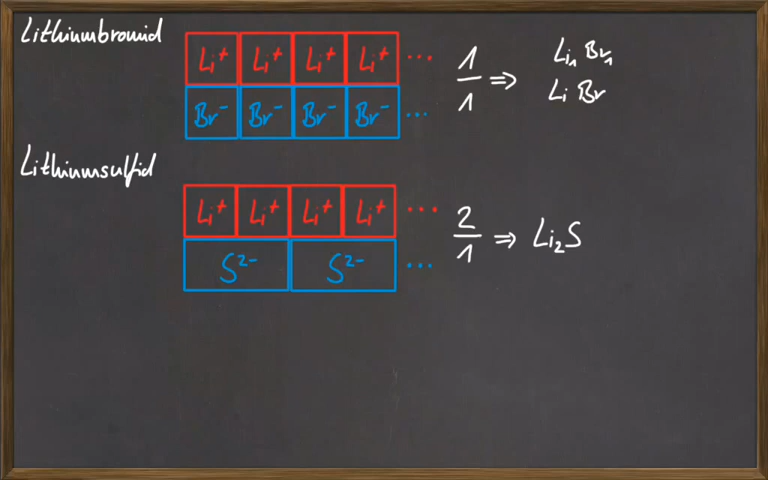 Lithiumbromid
Li⁺ Li⁺ Li⁺ Li⁺ ...
Br⁻ Br⁻ Br⁻ Br⁻ ...
1/1 ⇒ Li₁Br₁
LiBr
Lithiumsulfid
Li⁺ Li⁺ Li⁺ Li⁺ ...
S²⁻ S²⁻ ...
2/1 ⇒ Li₂S